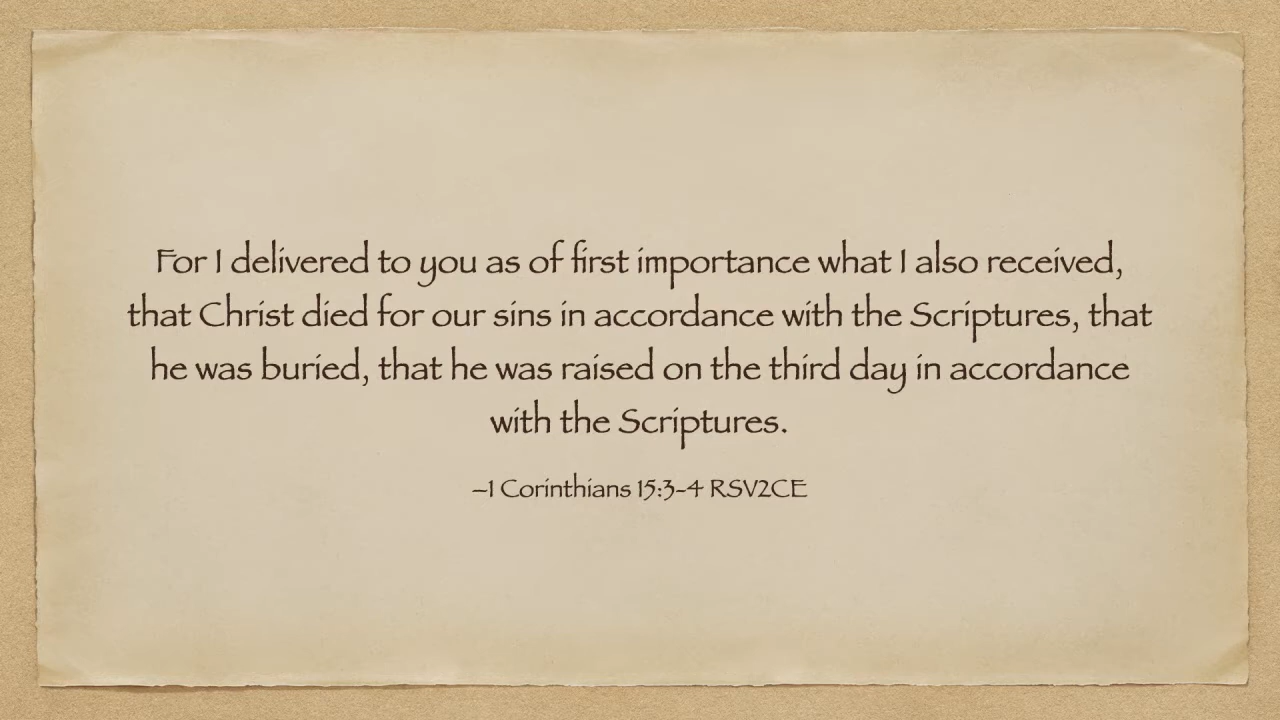 For I delivered to you as of first importance what I also received,
that Christ died for our sins in accordance with the Scriptures, that
he was buried, that he was raised on the third day in accordance
with the Scriptures.
–1 Corinthians 15:3-4 RSV2CE